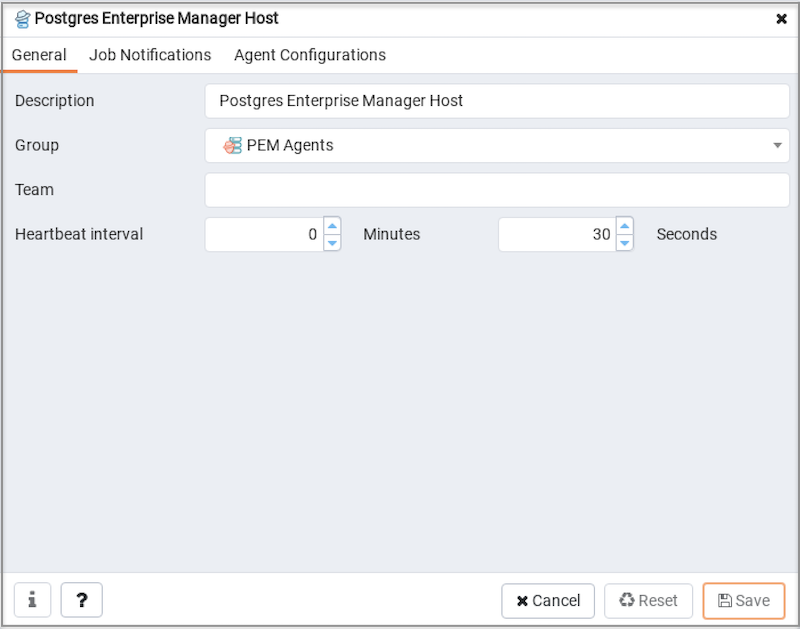 Postgres Enterprise Manager Host
General Job Notifications Agent Configurations
Description Postgres Enterprise Manager Host
Group PEM Agents
Team
Heartbeat interval 0 Minutes 30 Seconds
i ? Cancel Reset Save